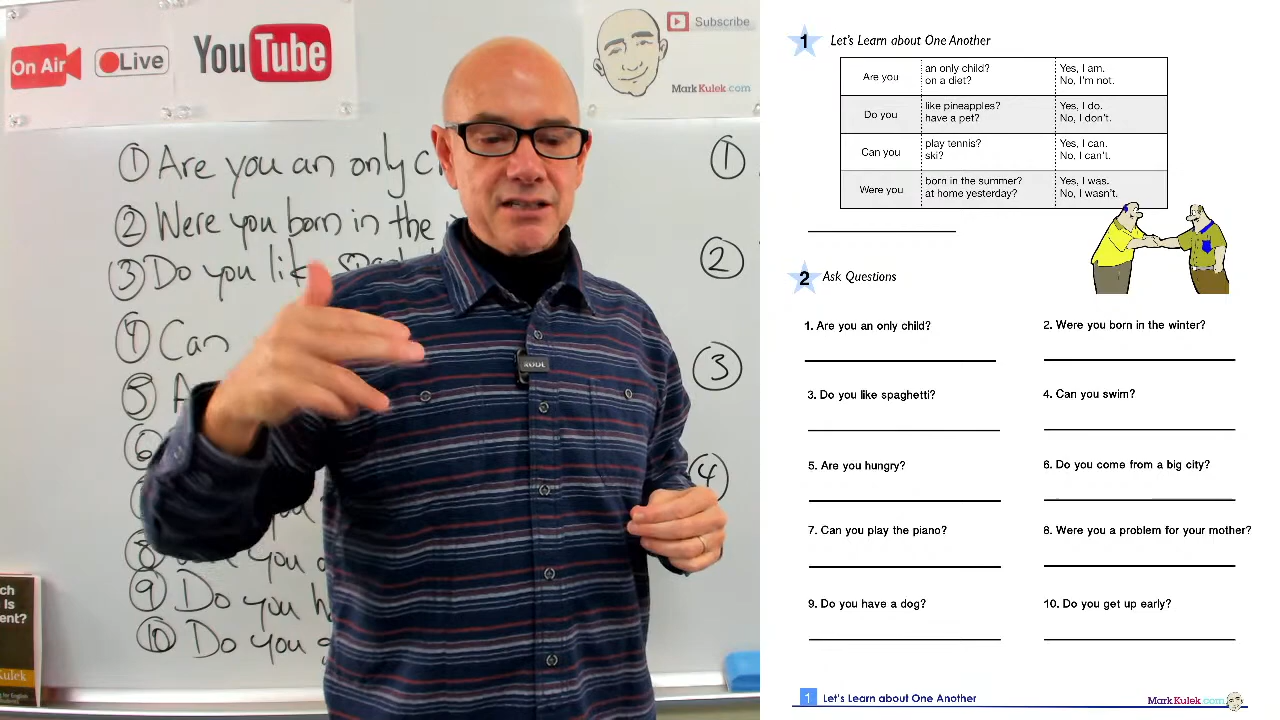 On Air
Live
YouTube
Subscribe
MarkKulek.com
① Are you an only
② Were you born in the
③ Do you
④ Can
⑤
⑥
⑧ you
⑨ Do you
⑩ Do you
①
②
③
④
Kulek
RODE
1 Let's Learn about One Another
Are you an only child? Yes, I am.
on a diet? No, I'm not.
Do you like pineapples? Yes, I do.
have a pet? No, I don't.
Can you play tennis? Yes, I can.
ski? No, I can't.
Were you born in the summer? Yes, I was.
at home yesterday? No, I wasn't.
2 Ask Questions
1. Are you an only child? 2. Were you born in the winter?
3. Do you like spaghetti? 4. Can you swim?
5. Are you hungry? 6. Do you come from a big city?
7. Can you play the piano? 8. Were you a problem for your mother?
9. Do you have a dog? 10. Do you get up early?
1 Let's Learn about One Another MarkKulek.com